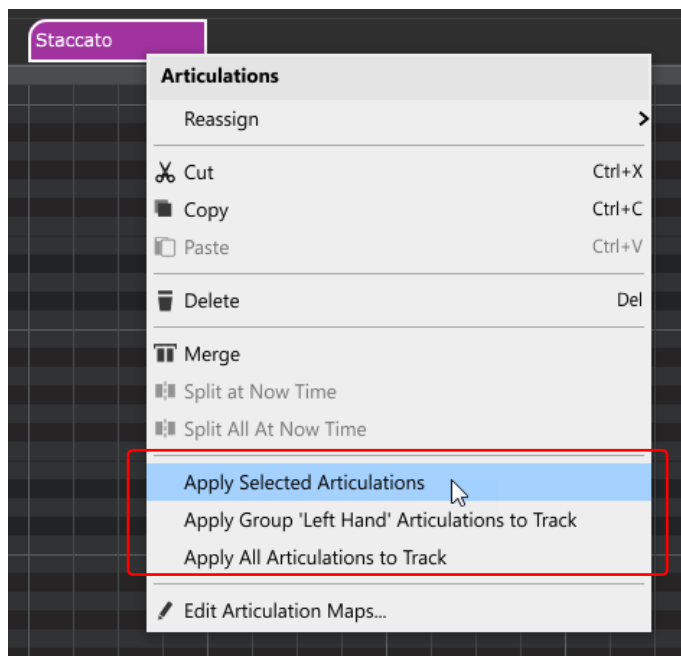 Staccato
Articulations
Reassign
Cut Ctrl+X
Copy Ctrl+C
Paste Ctrl+V
Delete Del
Merge
Split at Now Time
Split All At Now Time
Apply Selected Articulations
Apply Group 'Left Hand' Articulations to Track
Apply All Articulations to Track
Edit Articulation Maps...